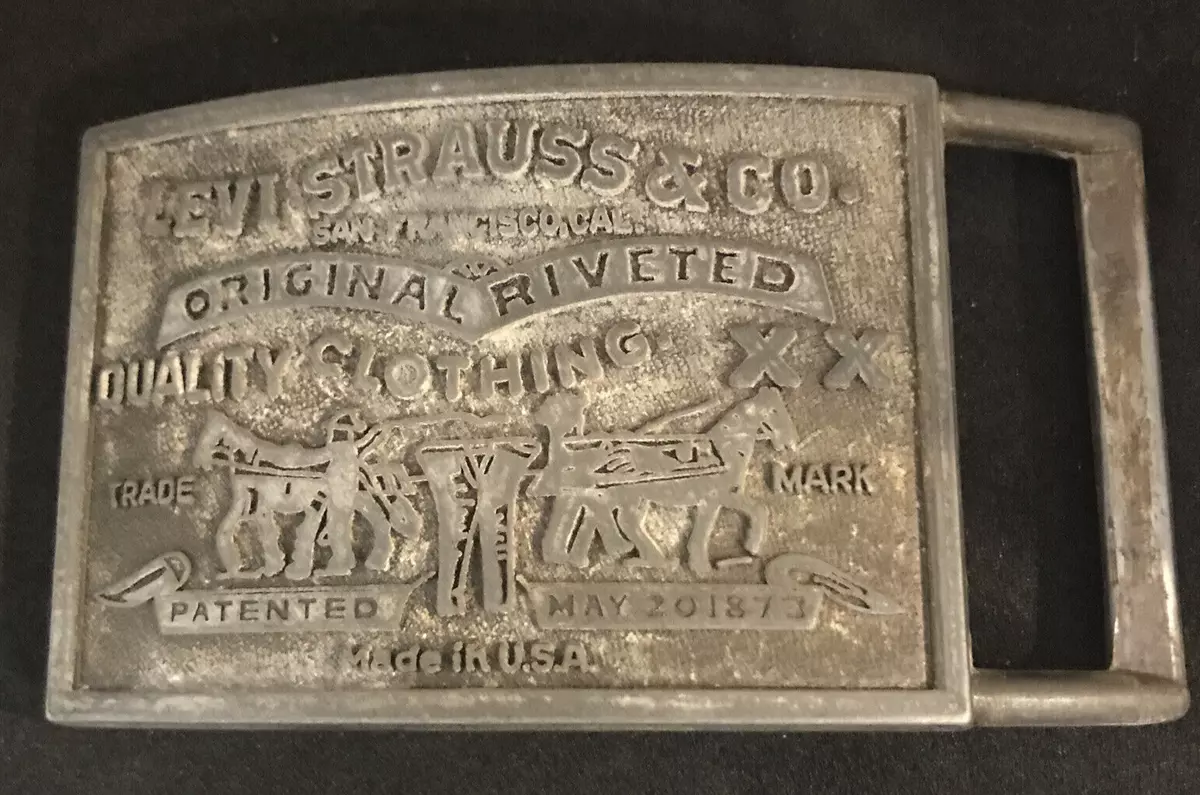 LEVI STRAUSS & CO.
SAN FRANCISCO, CAL.
ORIGINAL RIVETED
QUALITY CLOTHING. XX
TRADE MARK
PATENTED MAY 20 1873
Made in U.S.A.